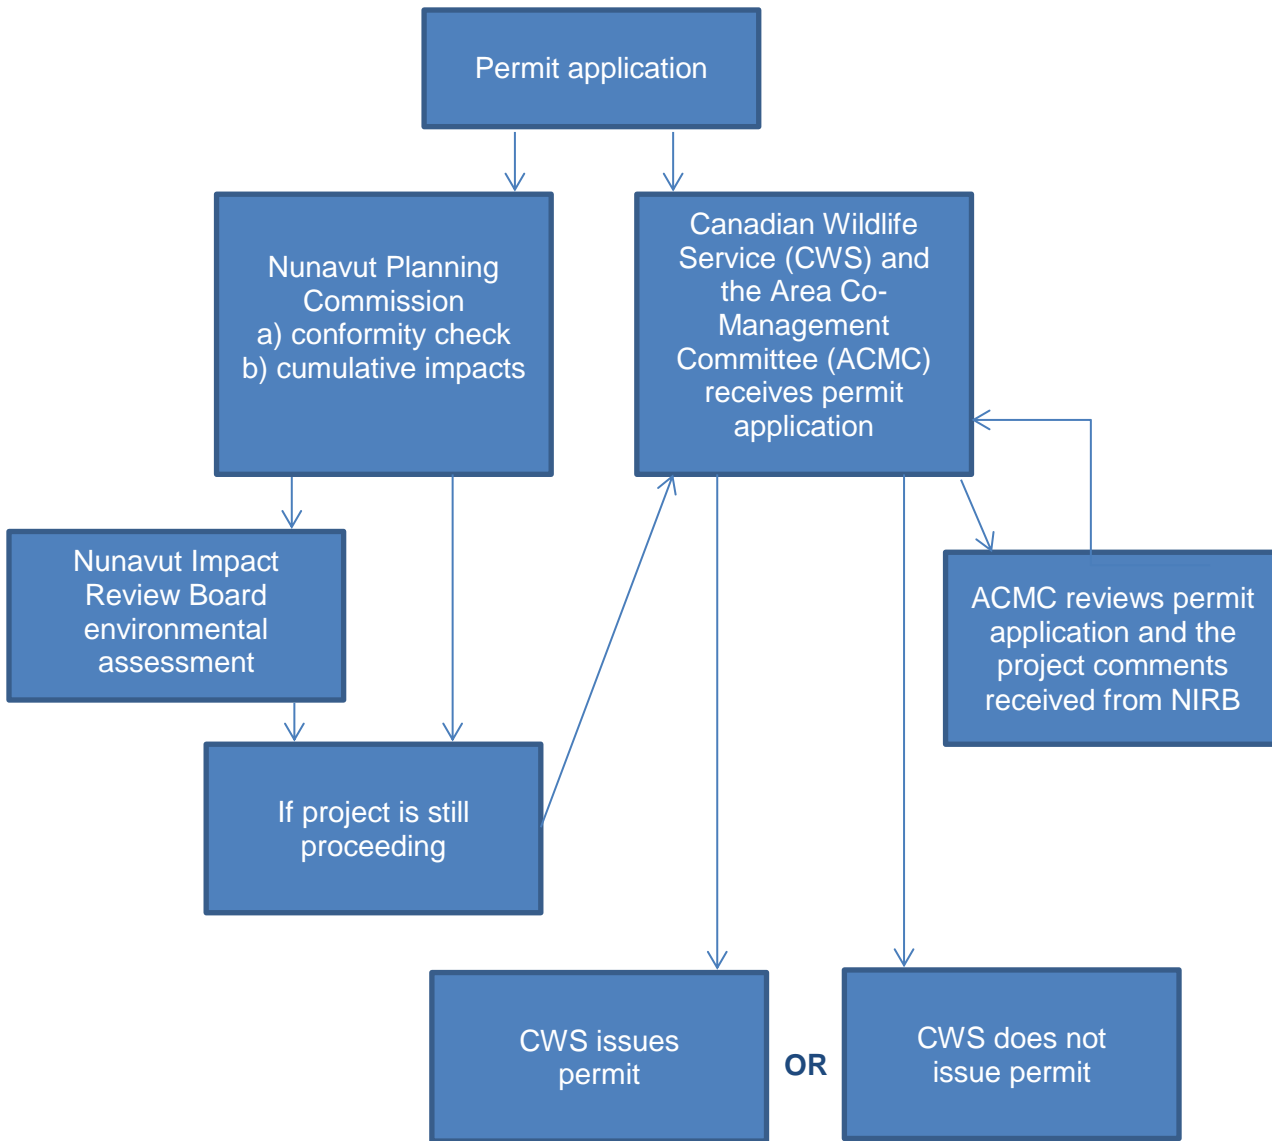 Permit application
Nunavut Planning
Commission
a) conformity check
b) cumulative impacts
Canadian Wildlife
Service (CWS) and
the Area Co-
Management
Committee (ACMC)
receives permit
application
Nunavut Impact
Review Board
environmental
assessment
ACMC reviews permit
application and the
project comments
received from NIRB
If project is still
proceeding
CWS issues
permit
OR
CWS does not
issue permit